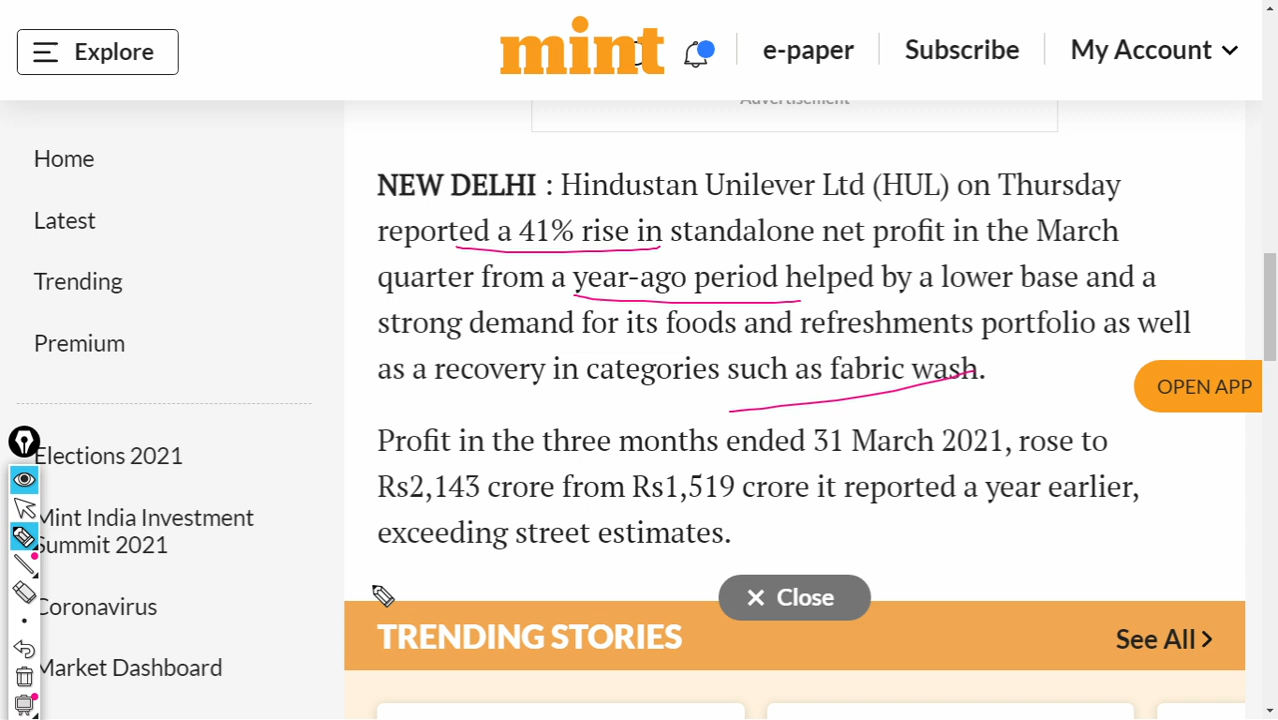 Explore
mint
e-paper
Subscribe
My Account
Advertisement
Home
Latest
Trending
Premium
Elections 2021
Mint India Investment
Summit 2021
Coronavirus
Market Dashboard
NEW DELHI : Hindustan Unilever Ltd (HUL) on Thursday
reported a 41% rise in standalone net profit in the March
quarter from a year-ago period helped by a lower base and a
strong demand for its foods and refreshments portfolio as well
as a recovery in categories such as fabric wash.
OPEN APP
Profit in the three months ended 31 March 2021, rose to
Rs2,143 crore from Rs1,519 crore it reported a year earlier,
exceeding street estimates.
× Close
TRENDING STORIES
See All >